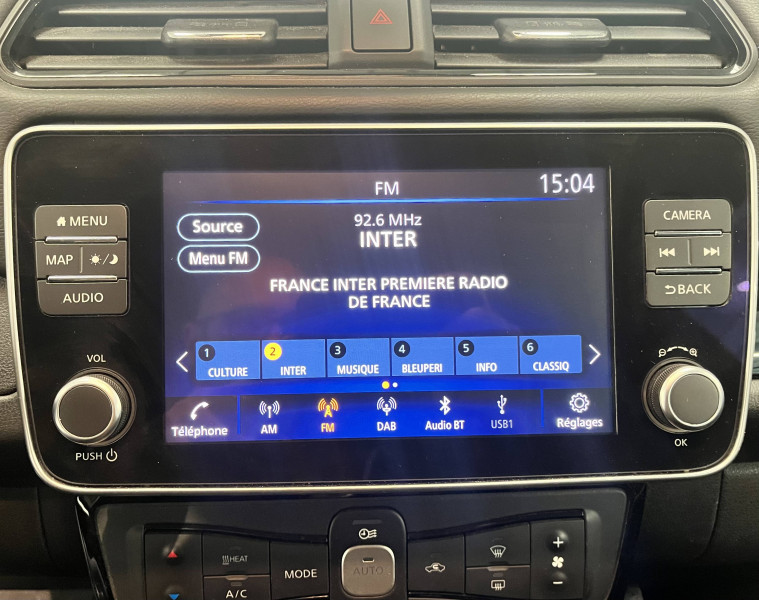 FM
15:04
Source
92.6 MHz
INTER
Menu FM
FRANCE INTER PREMIERE RADIO
DE FRANCE
1 CULTURE
2 INTER
3 MUSIQUE
4 BLEUPERI
5 INFO
6 CLASSIQ
Téléphone
AM
FM
DAB
Audio BT
USB1
Réglages
MENU
MAP
AUDIO
VOL
PUSH
CAMERA
BACK
OK
HEAT
A/C
MODE
AUTO
+
-